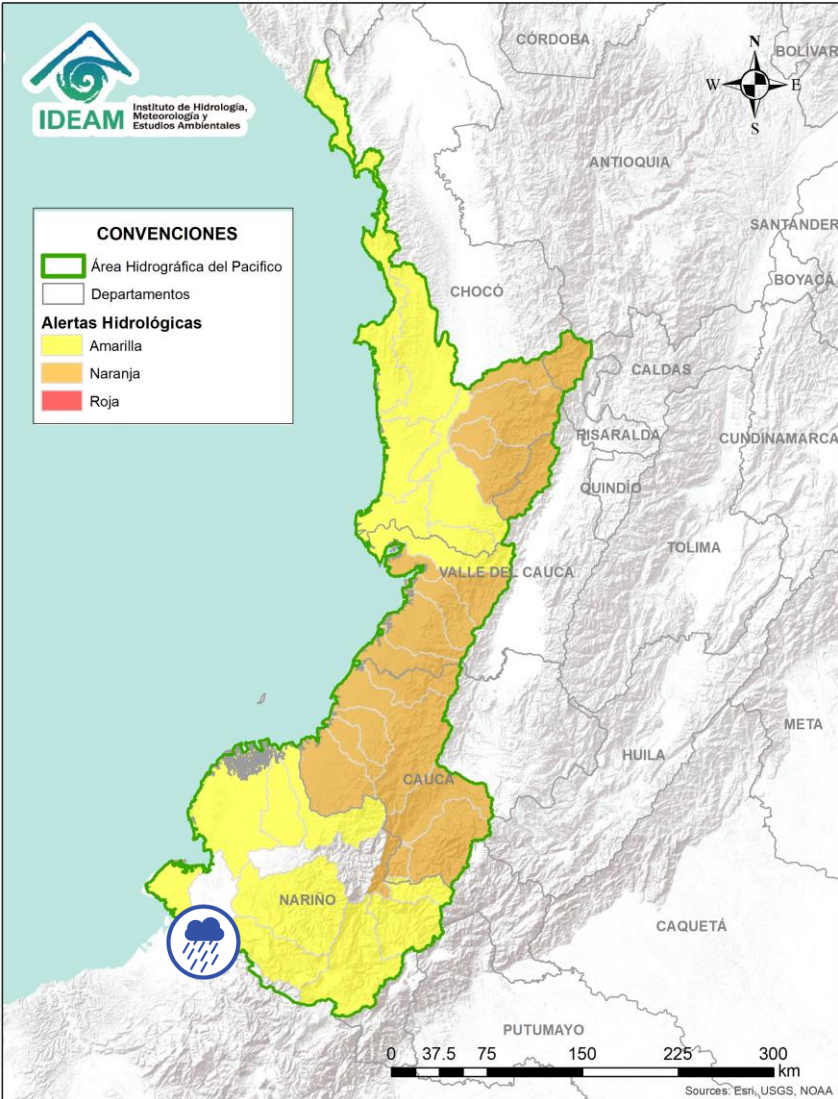 IDEAM
Instituto de Hidrología,
Meteorología y
Estudios Ambientales
N
W
E
S
CÓRDOBA
BOLÍVAR
ANTIOQUIA
SANTANDER
BOYACÁ
CONVENCIONES
Área Hidrográfica del Pacifico
Departamentos
Alertas Hidrológicas
Amarilla
Naranja
Roja
CHOCÓ
CALDAS
RISARALDA
CUNDINAMARCA
QUINDÍO
TOLIMA
VALLE DEL CAUCA
META
HUILA
CAUCA
NARIÑO
CAQUETÁ
PUTUMAYO
0 37.5 75 150 225 300
km
Sources: Esri, USGS, NOAA